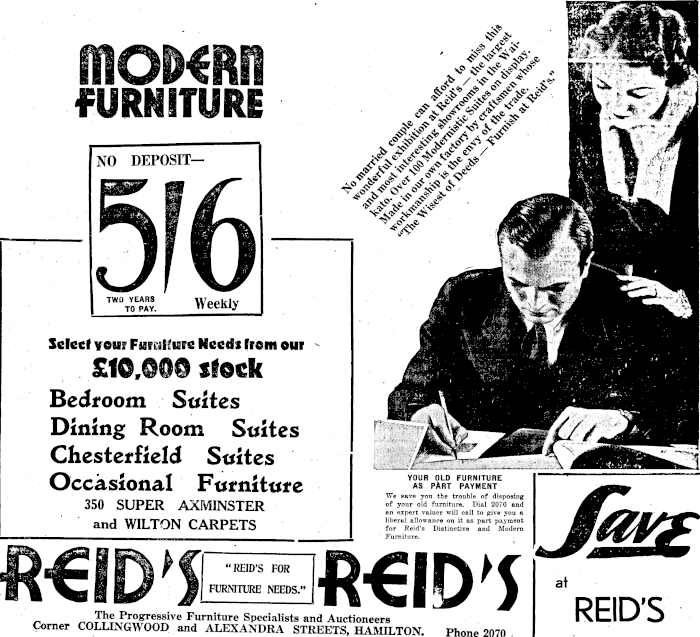 MODERN
FURNITURE
NO DEPOSIT—
5/6
TWO YEARS
TO PAY.
Weekly
No married couple can afford to miss this
wonderful exhibition at Reid's — the largest
and most interesting showrooms in the Wai-
kato. Over 100 Modernistic Suites on display.
Made in our own factory by craftsmen whose
workmanship is the envy of the trade.
"The Wisest of Deeds — Furnish at Reid's."
Select your Furniture Needs from our
£10,000 stock
Bedroom Suites
Dining Room Suites
Chesterfield Suites
Occasional Furniture
350 SUPER AXMINSTER
and WILTON CARPETS
YOUR OLD FURNITURE
AS PART PAYMENT
We save you the trouble of disposing
of your old furniture. Dial 2070 and
an expert valuer will call to give you a
liberal allowance on it as part payment
for Reid's Distinctive and Modern
Furniture.
REID'S
"REID'S FOR
FURNITURE NEEDS."
REID'S
The Progressive Furniture Specialists and Auctioneers
Corner COLLINGWOOD and ALEXANDRA STREETS, HAMILTON. Phone 2070
Save
at
REID'S